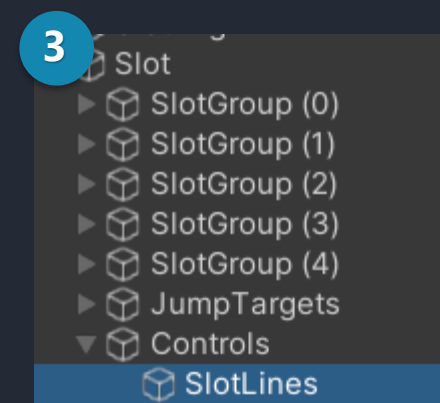 3
Slot
SlotGroup (0)
SlotGroup (1)
SlotGroup (2)
SlotGroup (3)
SlotGroup (4)
JumpTargets
Controls
SlotLines